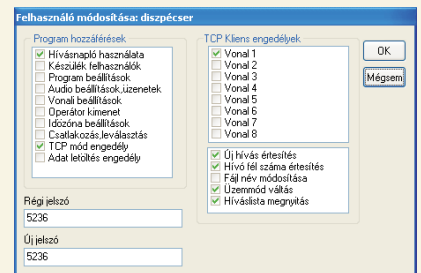 Felhasználó módosítása: diszpécser
Program hozzáférések
Hívásnapló használata
Készülék felhasználók
Program beállítások
Audio beállítások,üzenetek
Vonali beállítások
Operátor kimenet
Idozóna beállítások
Csatlakozás,leválasztás
TCP mód engedély
Adat letöltés engedély
Régi jelszó
5236
Új jelszó
5236
TCP Kliens engedélyek
Vonal 1
Vonal 2
Vonal 3
Vonal 4
Vonal 5
Vonal 6
Vonal 7
Vonal 8
Új hívás értesítés
Hívó fél száma értesítés
Fájl név módosítása
Üzemmód váltás
Híváslista megnyitás
OK
Mégsem